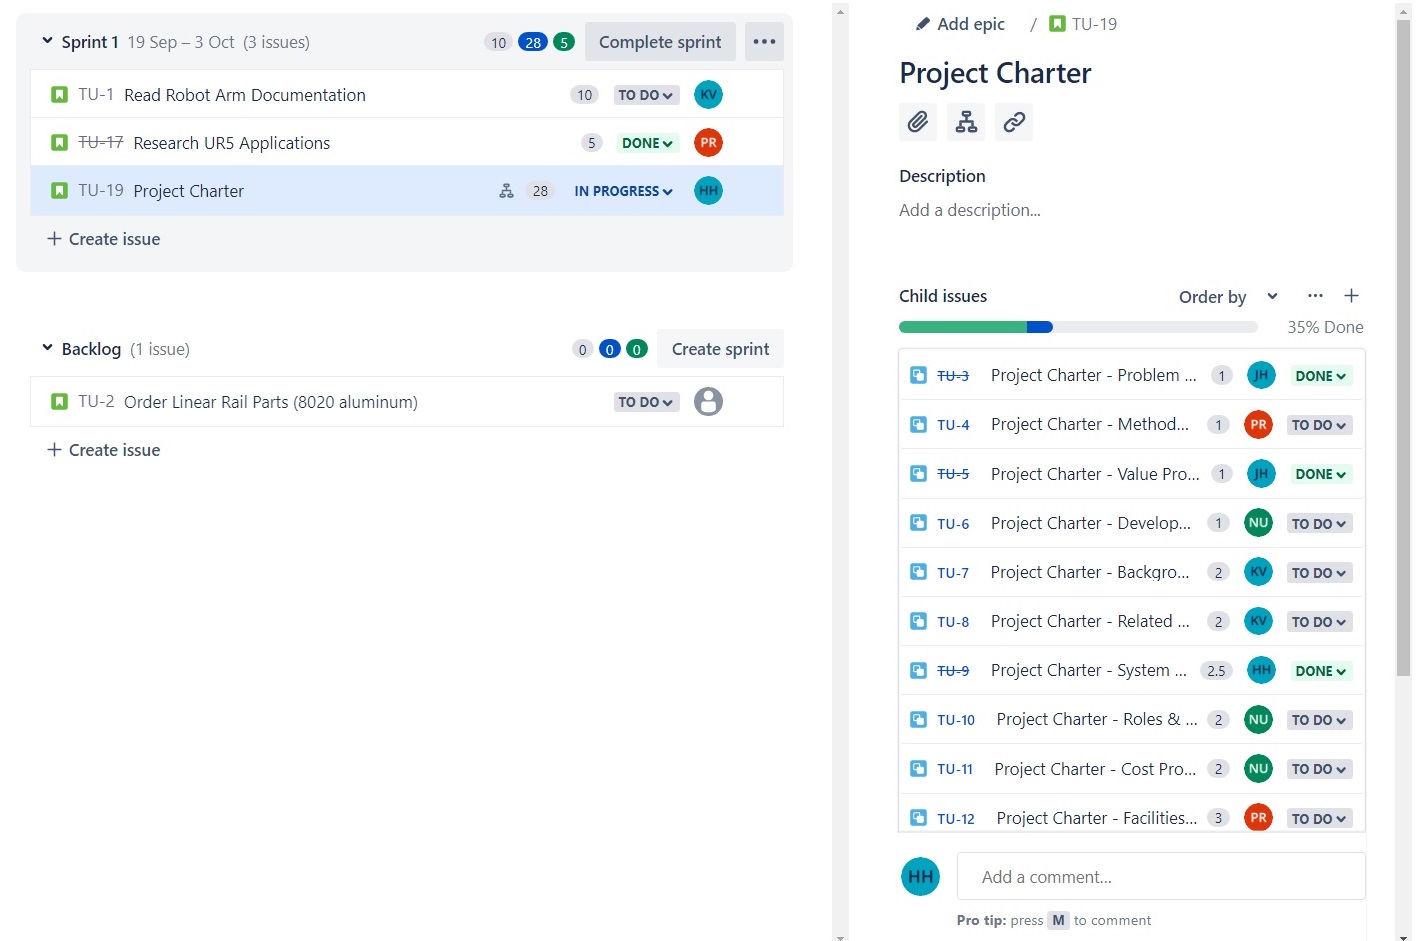 Sprint 1 19 Sep – 3 Oct (3 issues) 10 28 5 Complete sprint
TU-1 Read Robot Arm Documentation 10 TO DO KV
TU-17 Research UR5 Applications 5 DONE PR
TU-19 Project Charter 28 IN PROGRESS HH
+ Create issue
Backlog (1 issue) 0 0 0 Create sprint
TU-2 Order Linear Rail Parts (8020 aluminum) TO DO
+ Create issue
Add epic / TU-19
Project Charter
Description
Add a description...
Child issues Order by ... +
35% Done
TU-3 Project Charter - Problem ... 1 JH DONE
TU-4 Project Charter - Method... 1 PR TO DO
TU-5 Project Charter - Value Pro... 1 JH DONE
TU-6 Project Charter - Develop... 1 NU TO DO
TU-7 Project Charter - Backgro... 2 KV TO DO
TU-8 Project Charter - Related ... 2 KV TO DO
TU-9 Project Charter - System ... 2.5 HH DONE
TU-10 Project Charter - Roles & ... 2 NU TO DO
TU-11 Project Charter - Cost Pro... 2 NU TO DO
TU-12 Project Charter - Facilities... 3 PR TO DO
HH Add a comment...
Pro tip: press M to comment